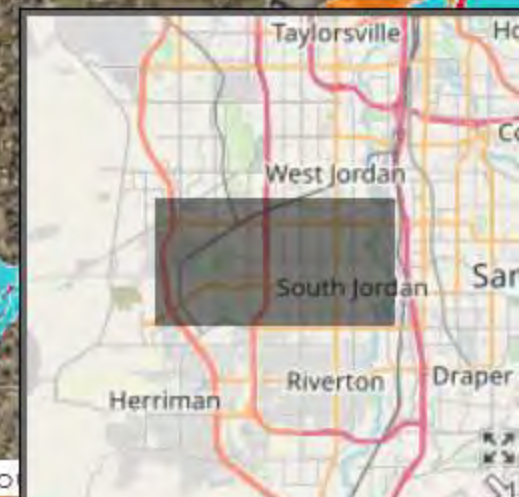 Taylorsville
West Jordan
South Jordan
Riverton
Draper
Herriman